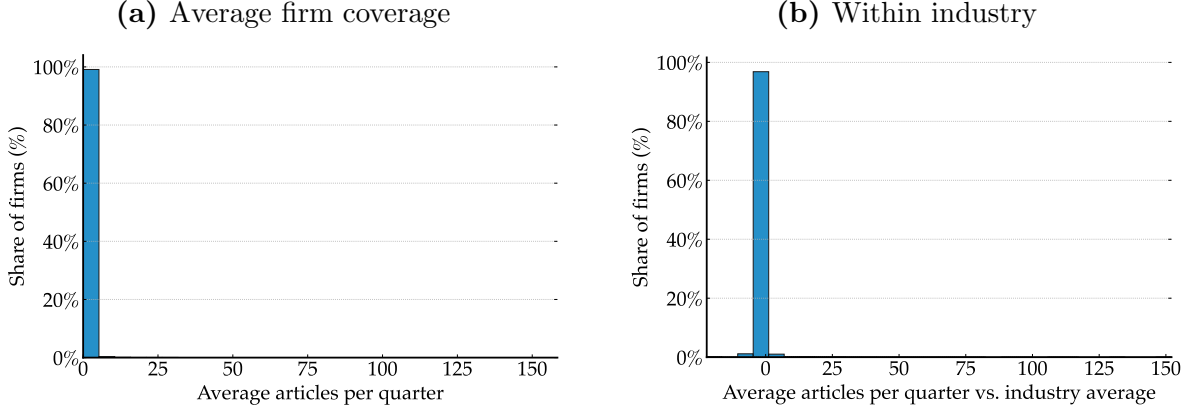 (a) Average firm coverage
100%
80%
60%
40%
20%
0%
0 25 50 75 100 125 150
Share of firms (%)
Average articles per quarter
(b) Within industry
100%
80%
60%
40%
20%
0%
0 25 50 75 100 125 150
Share of firms (%)
Average articles per quarter vs. industry average